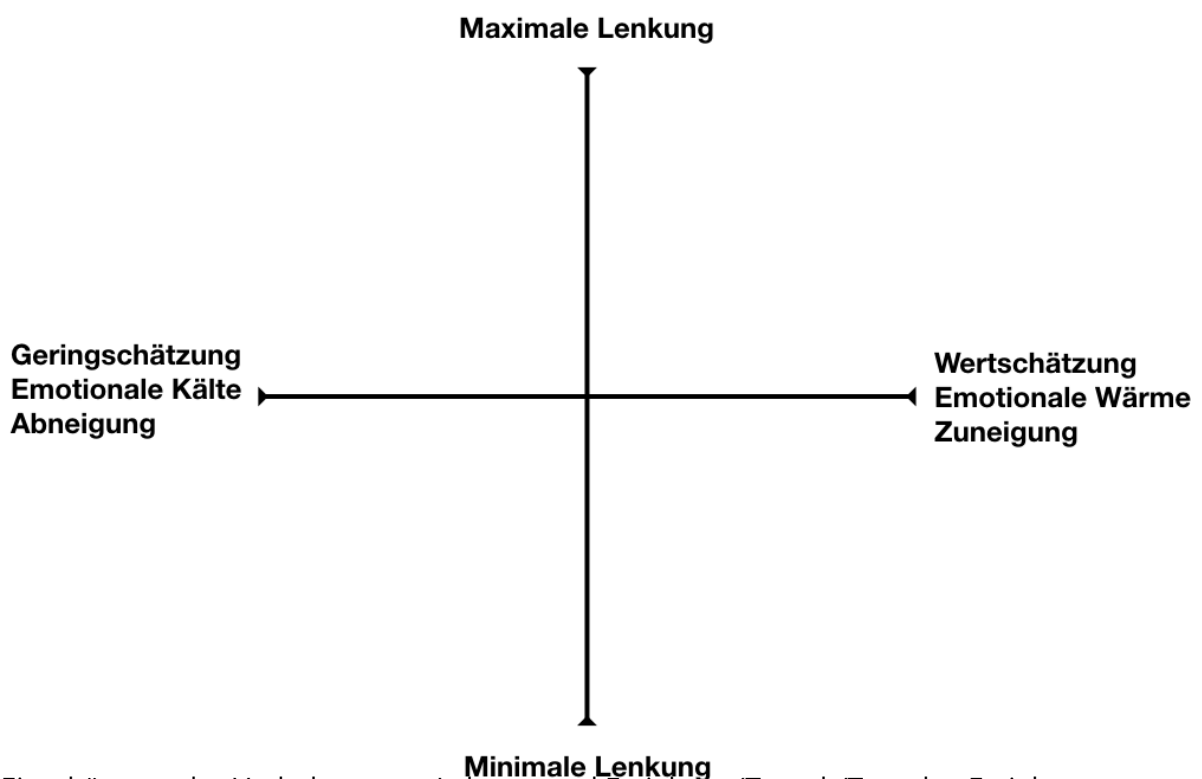 Maximale Lenkung
Geringschätzung
Emotionale Kälte
Abneigung
Wertschätzung
Emotionale Wärme
Zuneigung
Minimale Lenkung